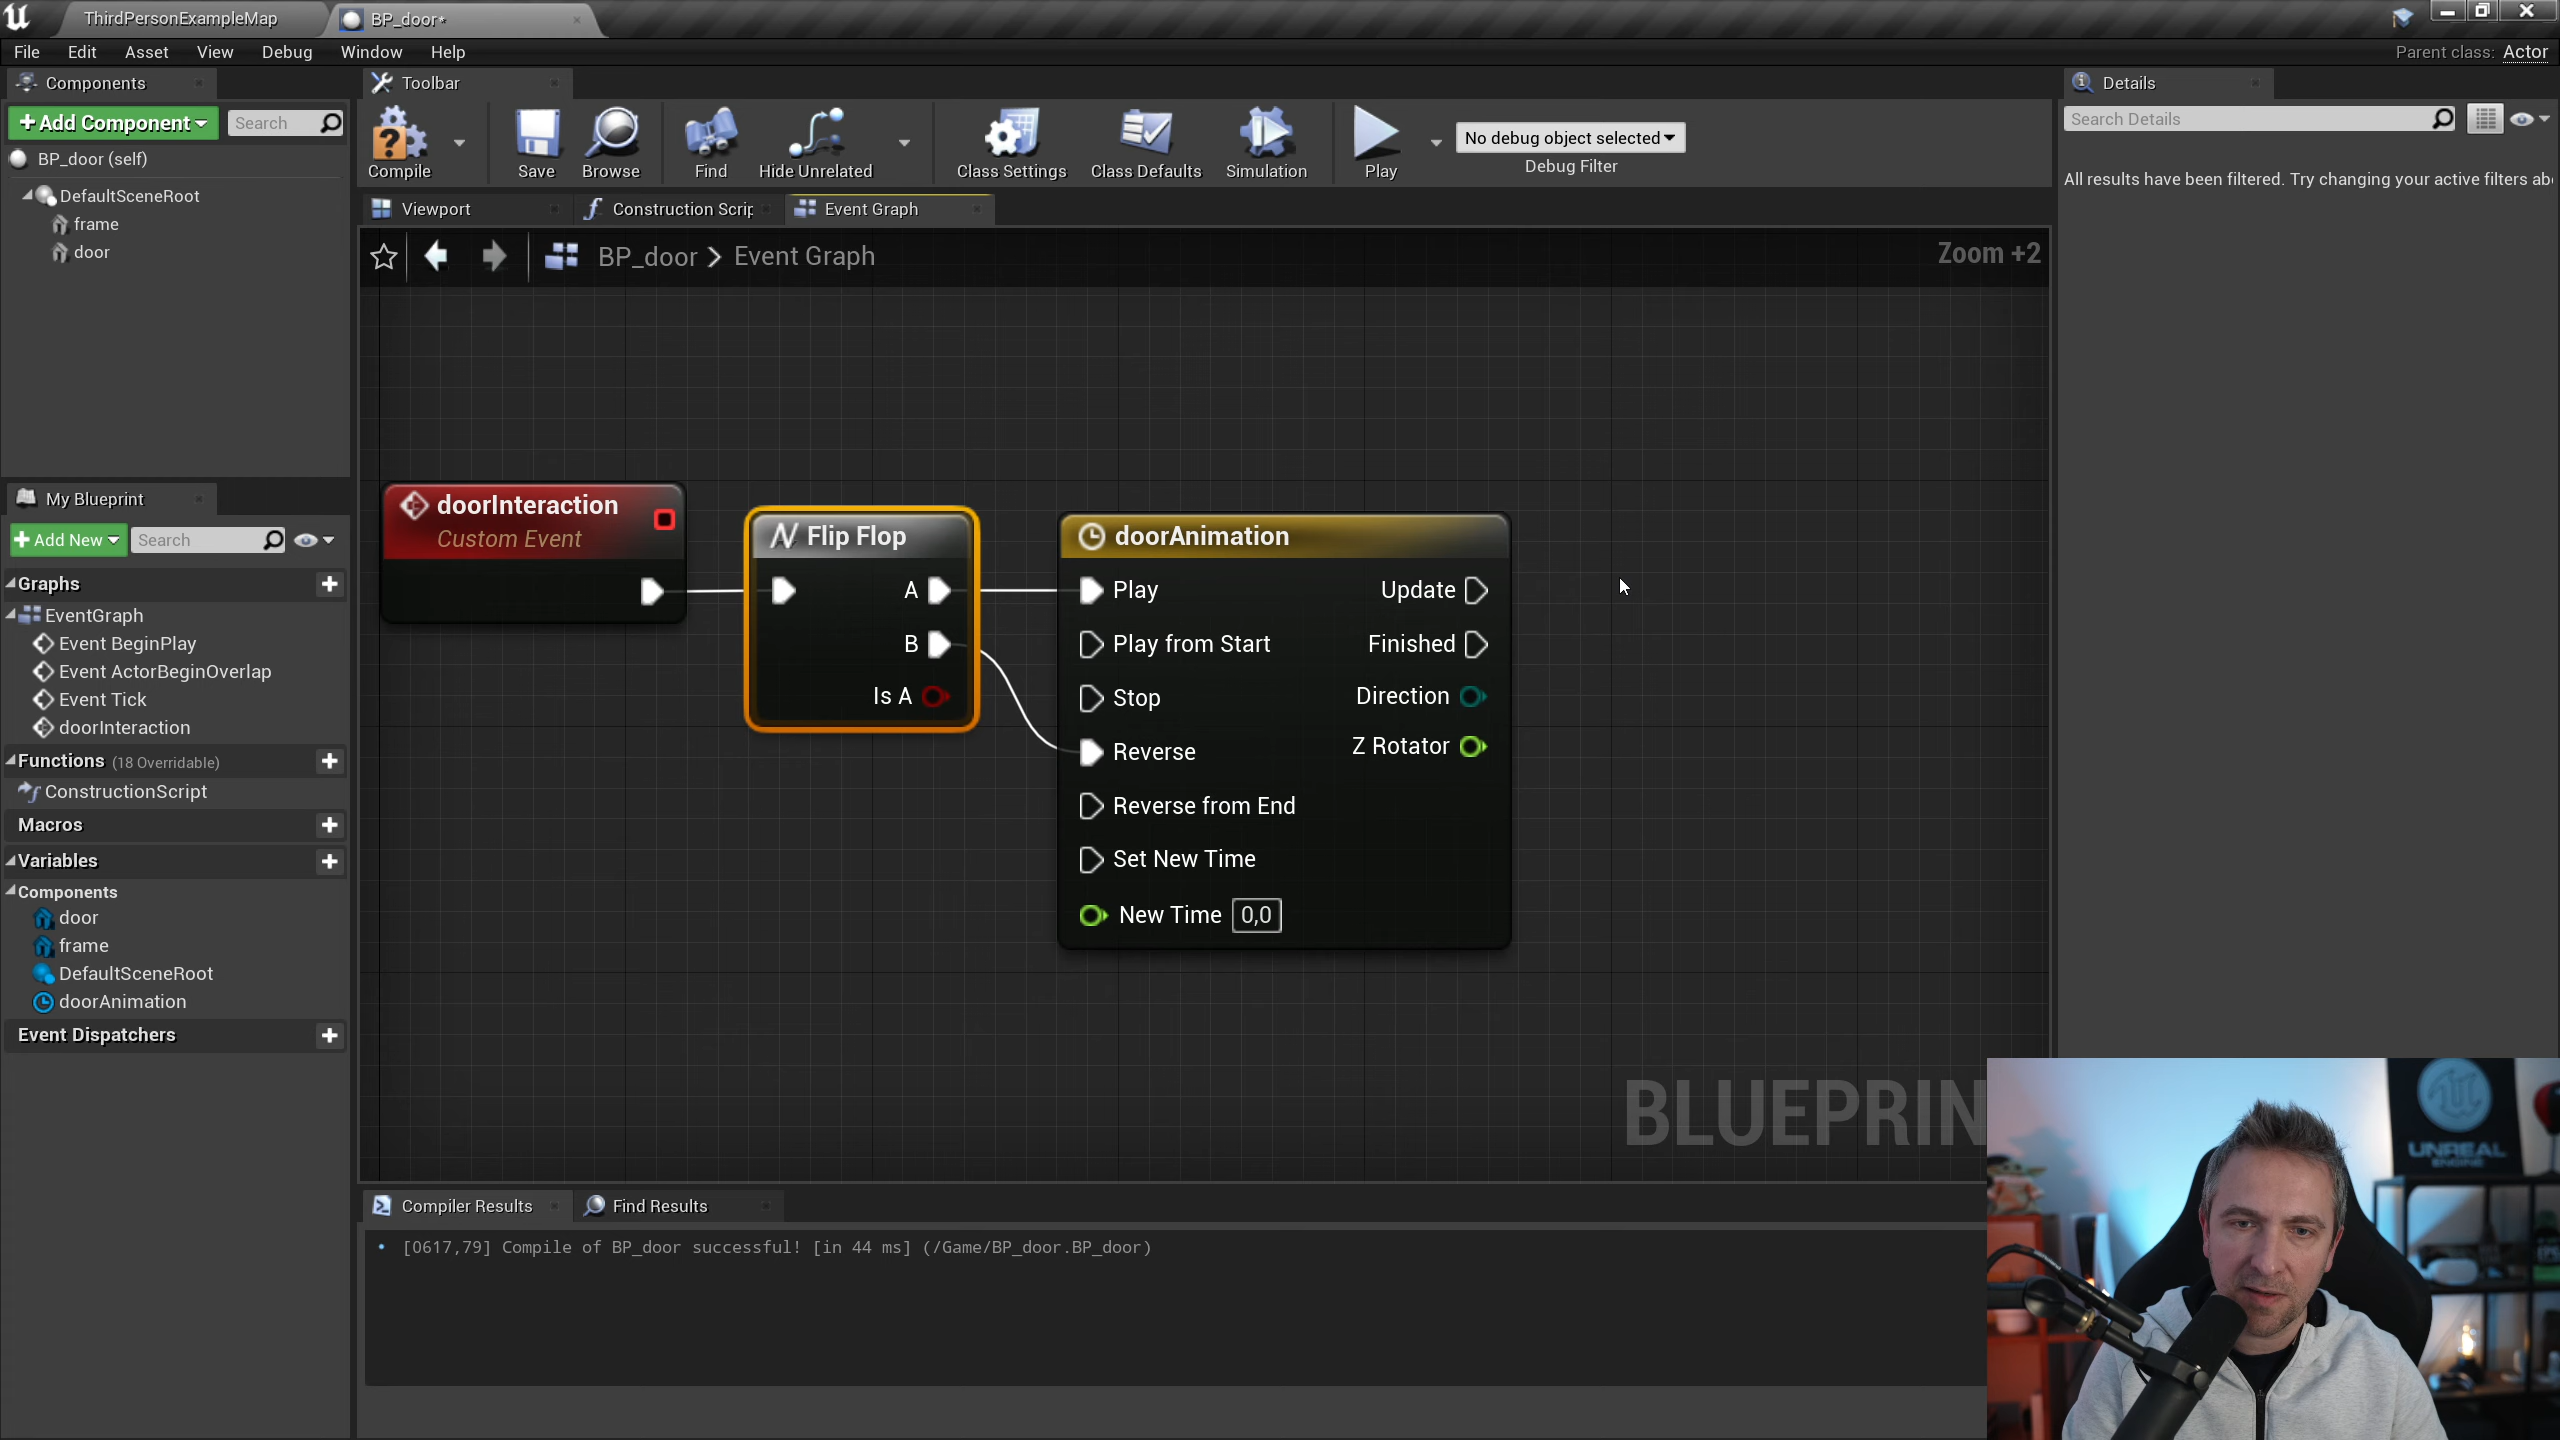 ThirdPersonExampleMap
BP_door*
File Edit Asset View Debug Window Help
Parent class: Actor
Components
Toolbar
Details
+Add Component
Search
Search Details
BP_door (self)
Compile
Save
Browse
Find
Hide Unrelated
Class Settings
Class Defaults
Simulation
Play
No debug object selected
Debug Filter
All results have been filtered. Try changing your active filters ab
DefaultSceneRoot
frame
door
Viewport
Construction Scrip
Event Graph
BP_door > Event Graph
Zoom +2
My Blueprint
+ Add New
Search
Graphs
EventGraph
Event BeginPlay
Event ActorBeginOverlap
Event Tick
doorInteraction
Functions (18 Overridable)
ConstructionScript
Macros
Variables
Components
door
frame
DefaultSceneRoot
doorAnimation
Event Dispatchers
doorInteraction
Custom Event
Flip Flop
A
B
Is A
doorAnimation
Play
Update
Play from Start
Finished
Stop
Direction
Reverse
Z Rotator
Reverse from End
Set New Time
New Time 0,0
BLUEPRIN
Compiler Results
Find Results
[0617,79] Compile of BP_door successful! [in 44 ms] (/Game/BP_door.BP_door)
UNREAL
ENGINE